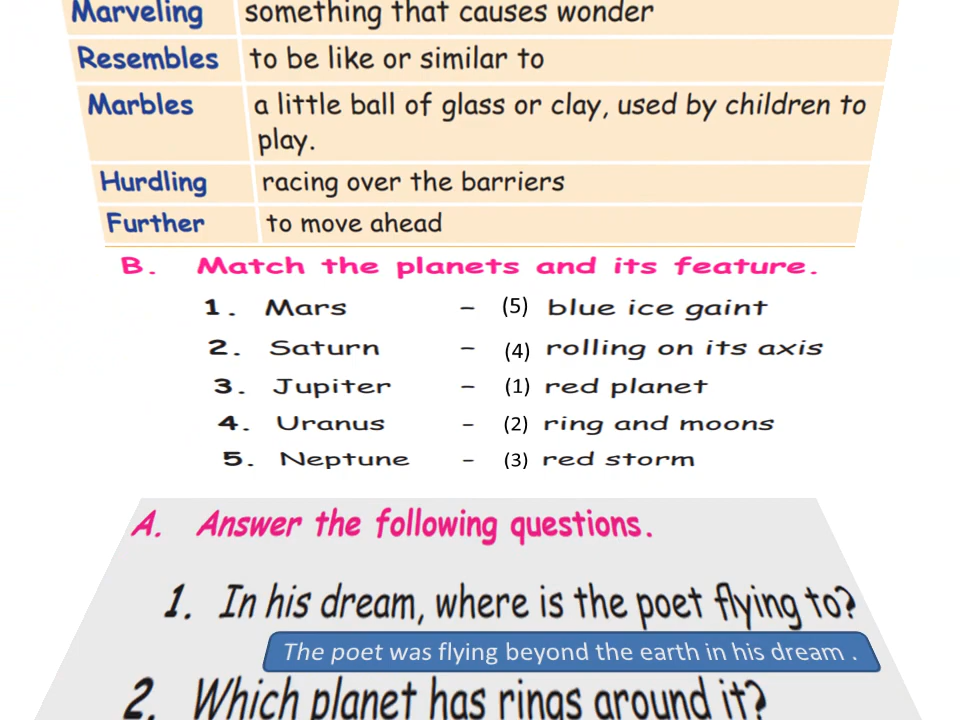 Marveling something that causes wonder
Resembles to be like or similar to
Marbles a little ball of glass or clay, used by children to
play.
Hurdling racing over the barriers
Further to move ahead
B. Match the planets and its feature.
1. Mars – (5) blue ice gaint
2. Saturn – (4) rolling on its axis
3. Jupiter – (1) red planet
4. Uranus – (2) ring and moons
5. Neptune – (3) red storm
A. Answer the following questions.
1. In his dream, where is the poet flying to?
The poet was flying beyond the earth in his dream .
2. Which planet has rings around it?